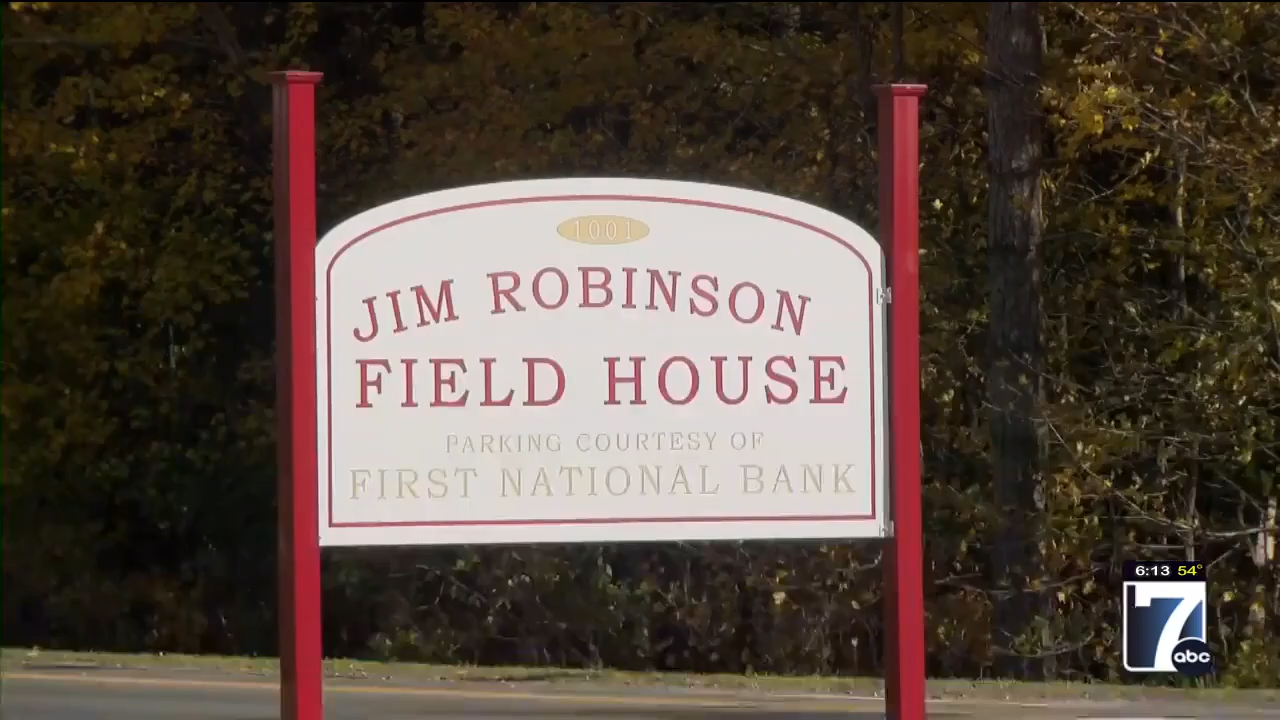 1001
JIM ROBINSON
FIELD HOUSE
PARKING COURTESY OF
FIRST NATIONAL BANK
6:13 54°
7
abc